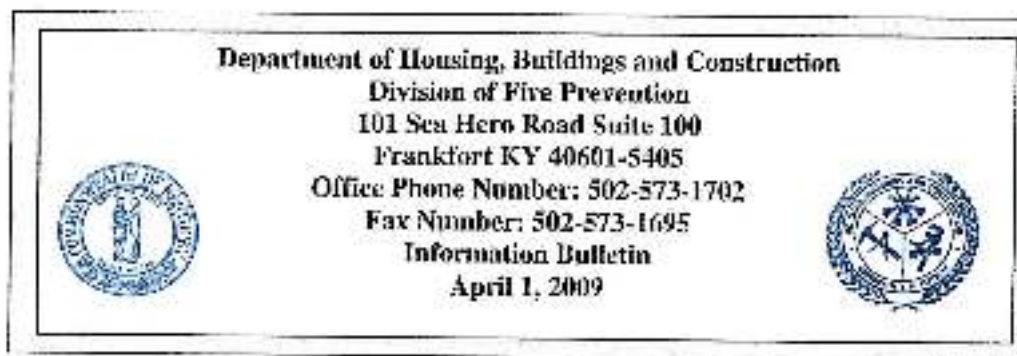 Department of Housing, Buildings and Construction
Division of Fire Prevention
101 Sea Hero Road Suite 100
Frankfort KY 40601-5405
Office Phone Number: 502-573-1702
Fax Number: 502-573-1695
Information Bulletin
April 1, 2009